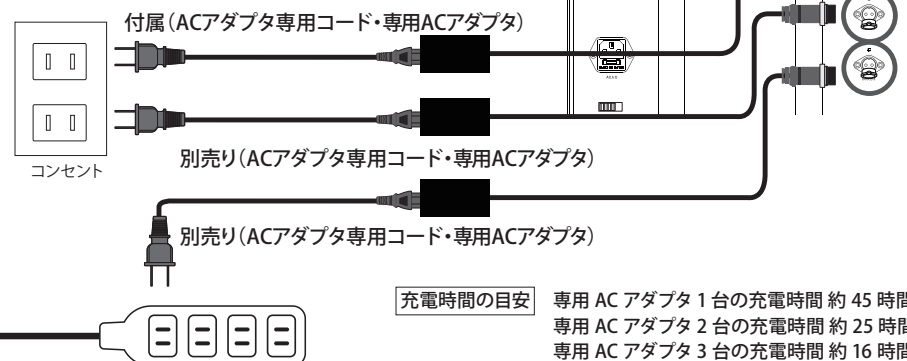 付属（ACアダプタ専用コード・専用ACアダプタ）
コンセント
別売り（ACアダプタ専用コード・専用ACアダプタ）
別売り（ACアダプタ専用コード・専用ACアダプタ）
充電時間の目安
専用 AC アダプタ 1 台の充電時間 約 45 時間
専用 AC アダプタ 2 台の充電時間 約 25 時間
専用 AC アダプタ 3 台の充電時間 約 16 時間